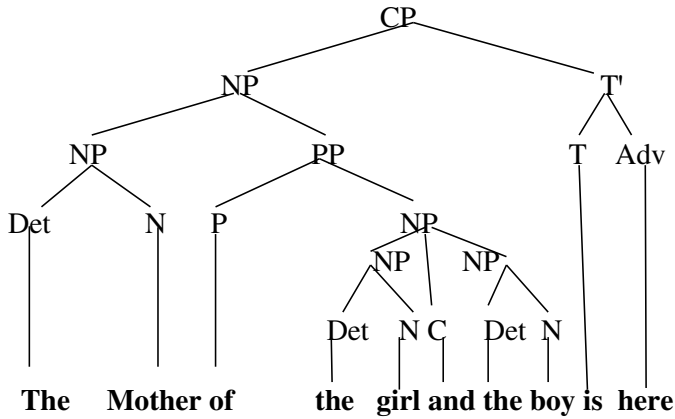 CP
NP T'
NP PP T Adv
Det N P NP
NP NP
Det N C Det N
The Mother of the girl and the boy is here